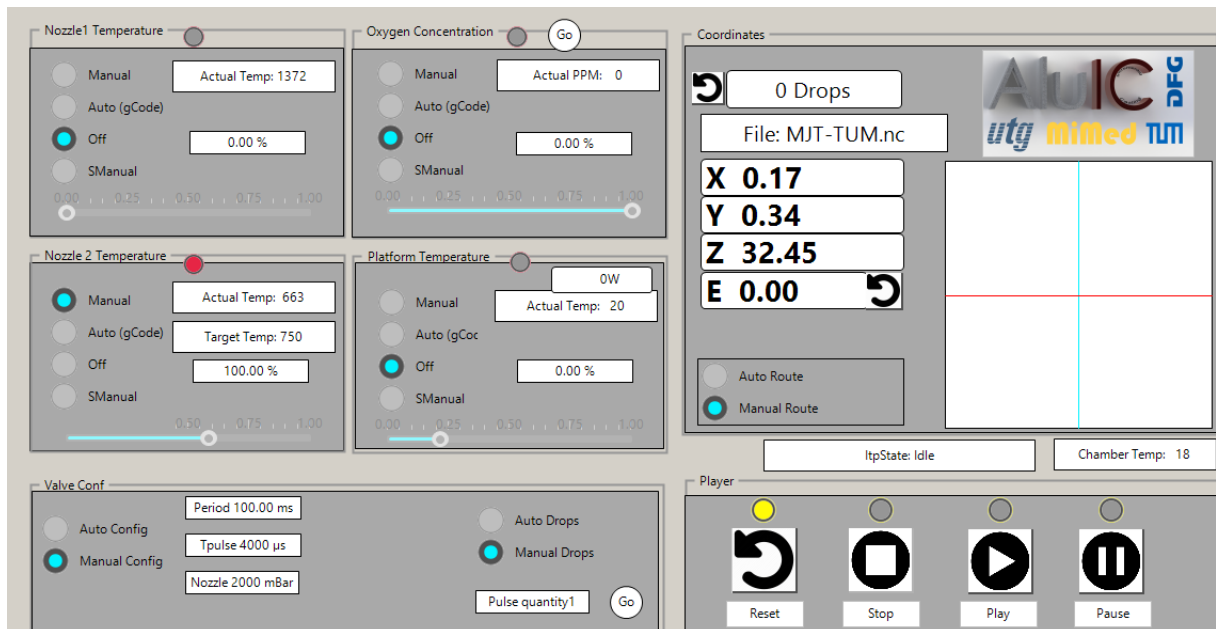 Nozzle1 Temperature
Manual
Actual Temp: 1372
Auto (gCode)
Off
0.00 %
SManual
0.00 0.25 0.50 0.75 1.00
Oxygen Concentration
Go
Manual
Actual PPM: 0
Auto (gCode)
Off
0.00 %
SManual
0.00 0.25 0.50 0.75 1.00
Nozzle 2 Temperature
Manual
Actual Temp: 663
Auto (gCode)
Target Temp: 750
Off
100.00 %
SManual
0.50 0.75 1.00
Platform Temperature
0W
Manual
Actual Temp: 20
Auto (gCoc
Off
0.00 %
SManual
0.00 0.25 0.50 0.75 1.00
Coordinates
0 Drops
File: MJT-TUM.nc
X 0.17
Y 0.34
Z 32.45
E 0.00
AluIC DFG
utg MiMed TUM
Auto Route
Manual Route
ItpState: Idle
Chamber Temp: 18
Valve Conf
Auto Config
Manual Config
Period 100.00 ms
Tpulse 4000 µs
Nozzle 2000 mBar
Auto Drops
Manual Drops
Pulse quantity1
Go
Player
Reset
Stop
Play
Pause